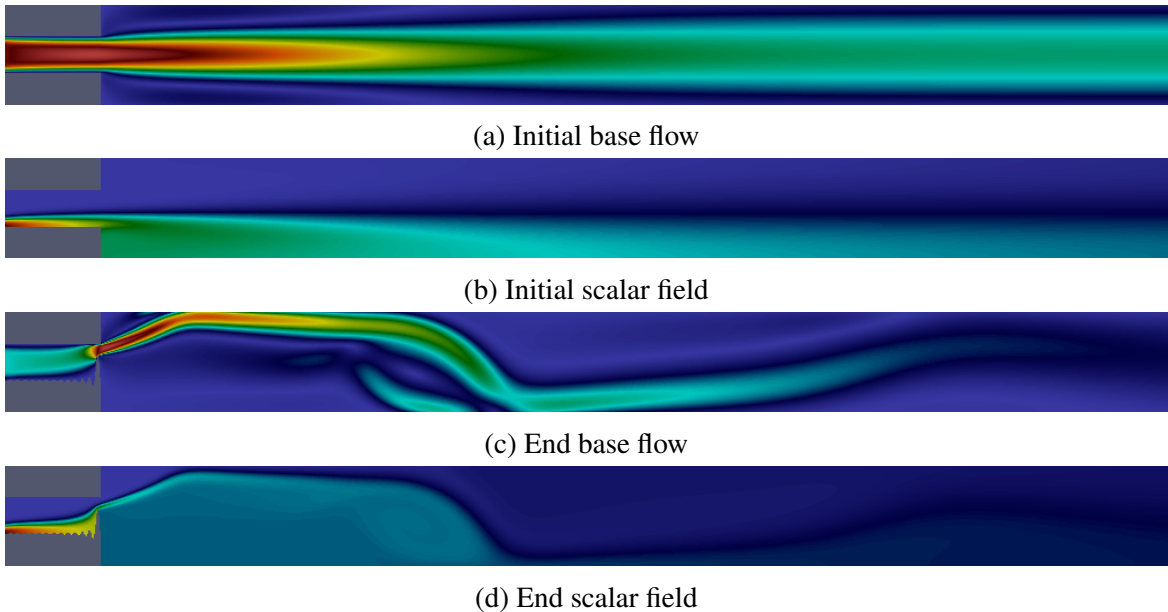 (a) Initial base flow
(b) Initial scalar field
(c) End base flow
(d) End scalar field